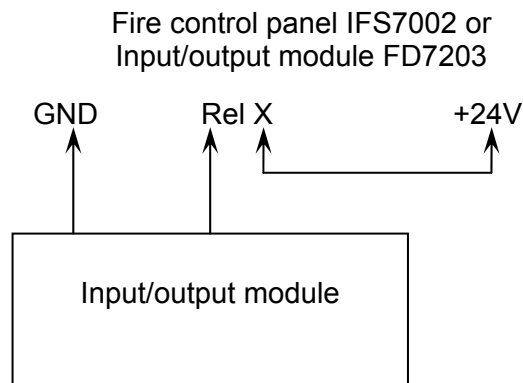 Fire control panel IFS7002 or
Input/output module FD7203
GND Rel X +24V
Input/output module